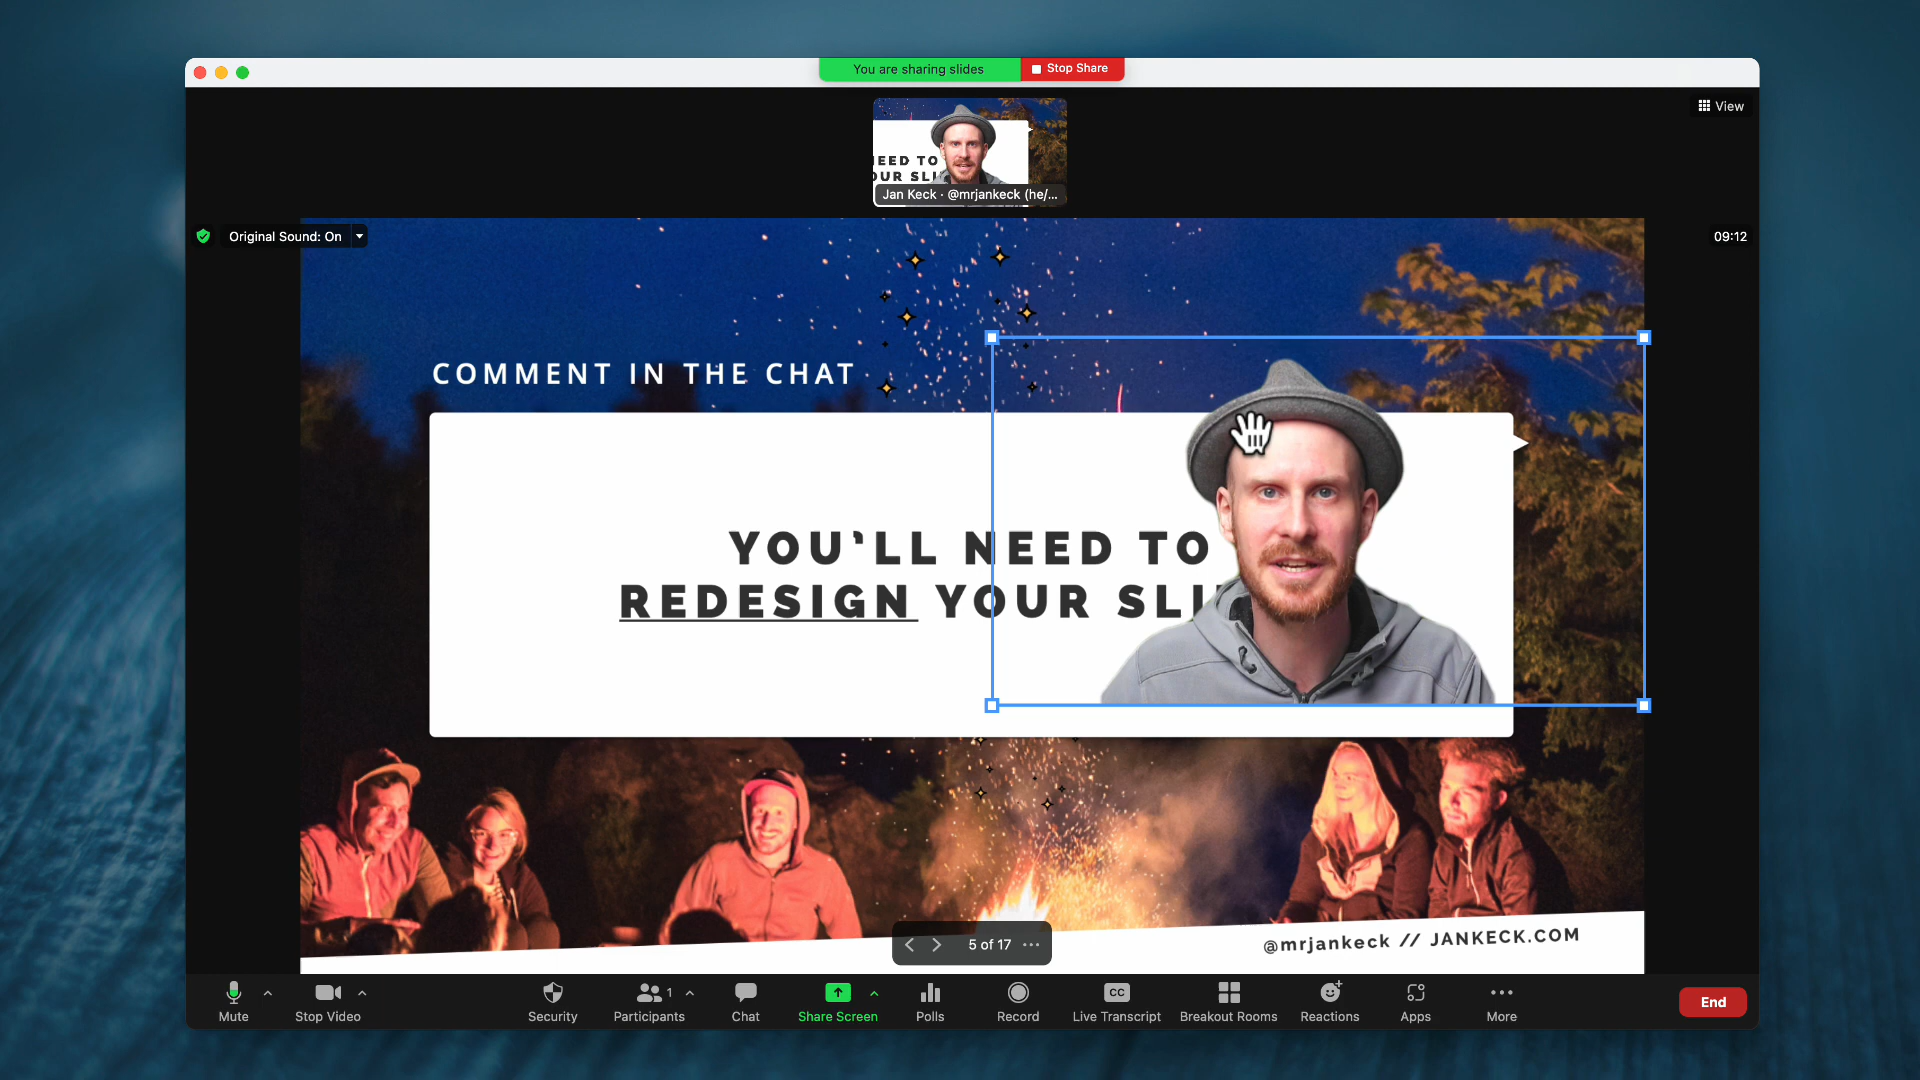 You are sharing slides
Stop Share
View
NEED TO
OUR SLI
Jan Keck · @mrjankeck (he/...
Original Sound: On
09:12
COMMENT IN THE CHAT
YOU'LL NEED TO
REDESIGN YOUR SLI
5 of 17
@mrjankeck // JANKECK.COM
Mute
Stop Video
Security
1
Participants
Chat
Share Screen
Polls
Record
CC
Live Transcript
Breakout Rooms
Reactions
Apps
More
End